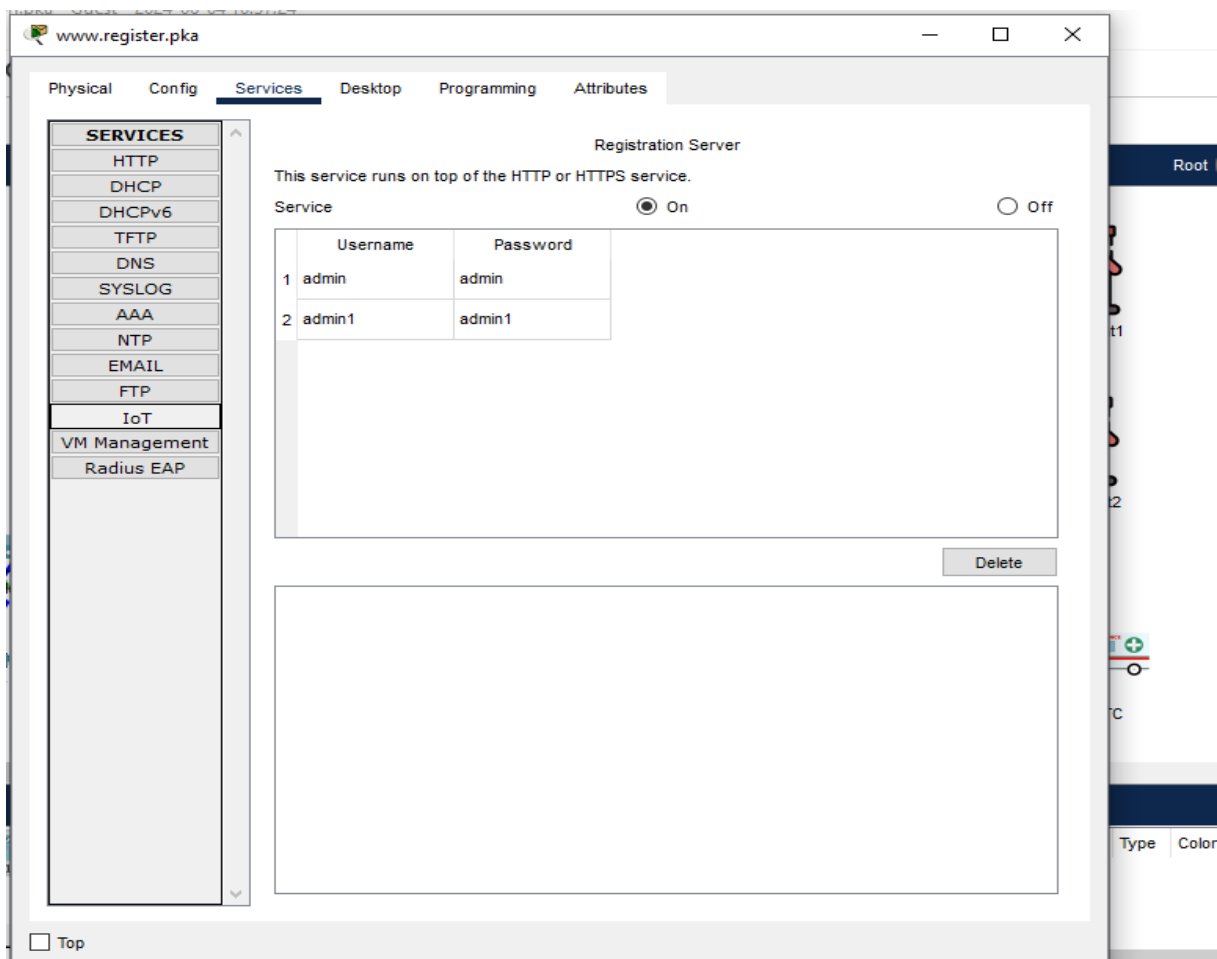 www.register.pka
Physical Config Services Desktop Programming Attributes
SERVICES
HTTP
DHCP
DHCPv6
TFTP
DNS
SYSLOG
AAA
NTP
EMAIL
FTP
IoT
VM Management
Radius EAP
Registration Server
This service runs on top of the HTTP or HTTPS service.
Service On Off
Username Password
1 admin admin
2 admin1 admin1
Delete
Top
Root
t1
t2
TC
Type Color